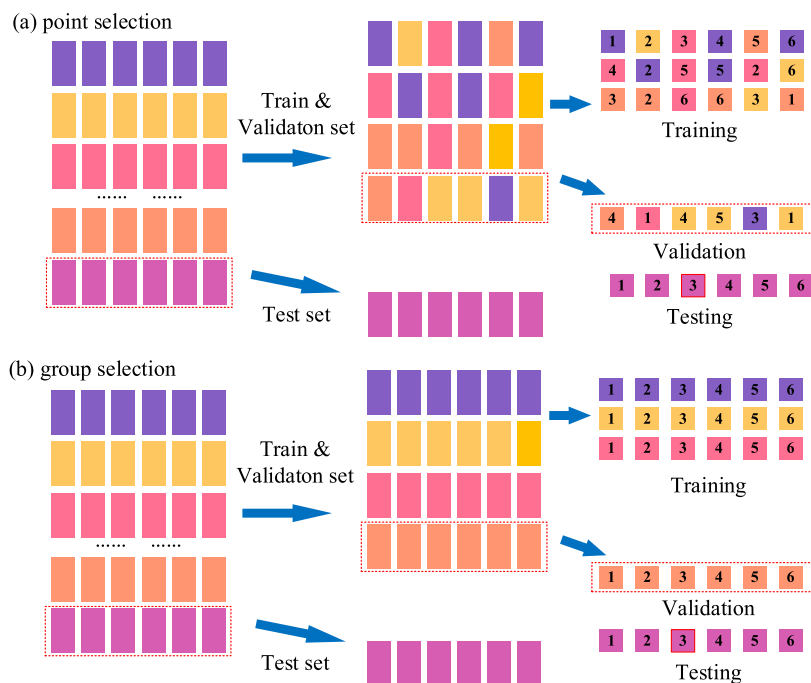 (a) point selection
Train &
Validaton set
1 2 3 4 5 6
4 2 5 5 2 6
3 2 6 6 3 1
Training
...... ......
4 1 4 5 3 1
Validation
Test set
1 2 3 4 5 6
Testing
(b) group selection
Train &
Validaton set
1 2 3 4 5 6
1 2 3 4 5 6
1 2 3 4 5 6
Training
...... ......
1 2 3 4 5 6
Validation
Test set
1 2 3 4 5 6
Testing